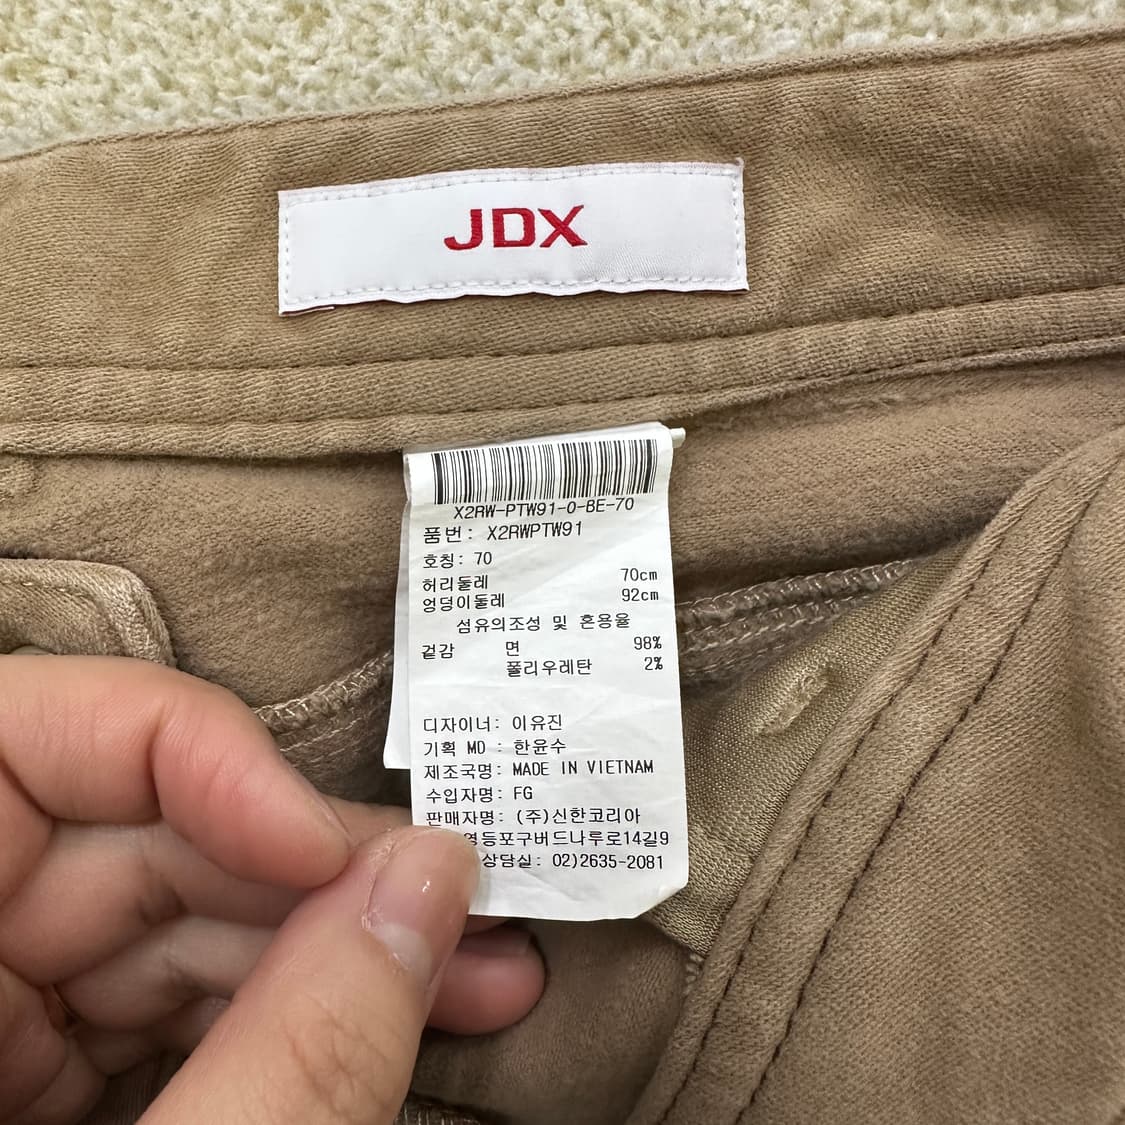 JDX
X2RW-PTW91-0-BE-70
품번: X2RWPTW91
호칭: 70
허리둘레 70cm
엉덩이둘레 92cm
섬유의조성 및 혼용율
겉감 면 98%
폴리우레탄 2%
디자이너: 이유진
기획 MD : 한윤수
제조국명: MADE IN VIETNAM
수입자명: FG
판매자명: (주)신한코리아
영등포구버드나루로14길9
상담실: 02)2635-2081